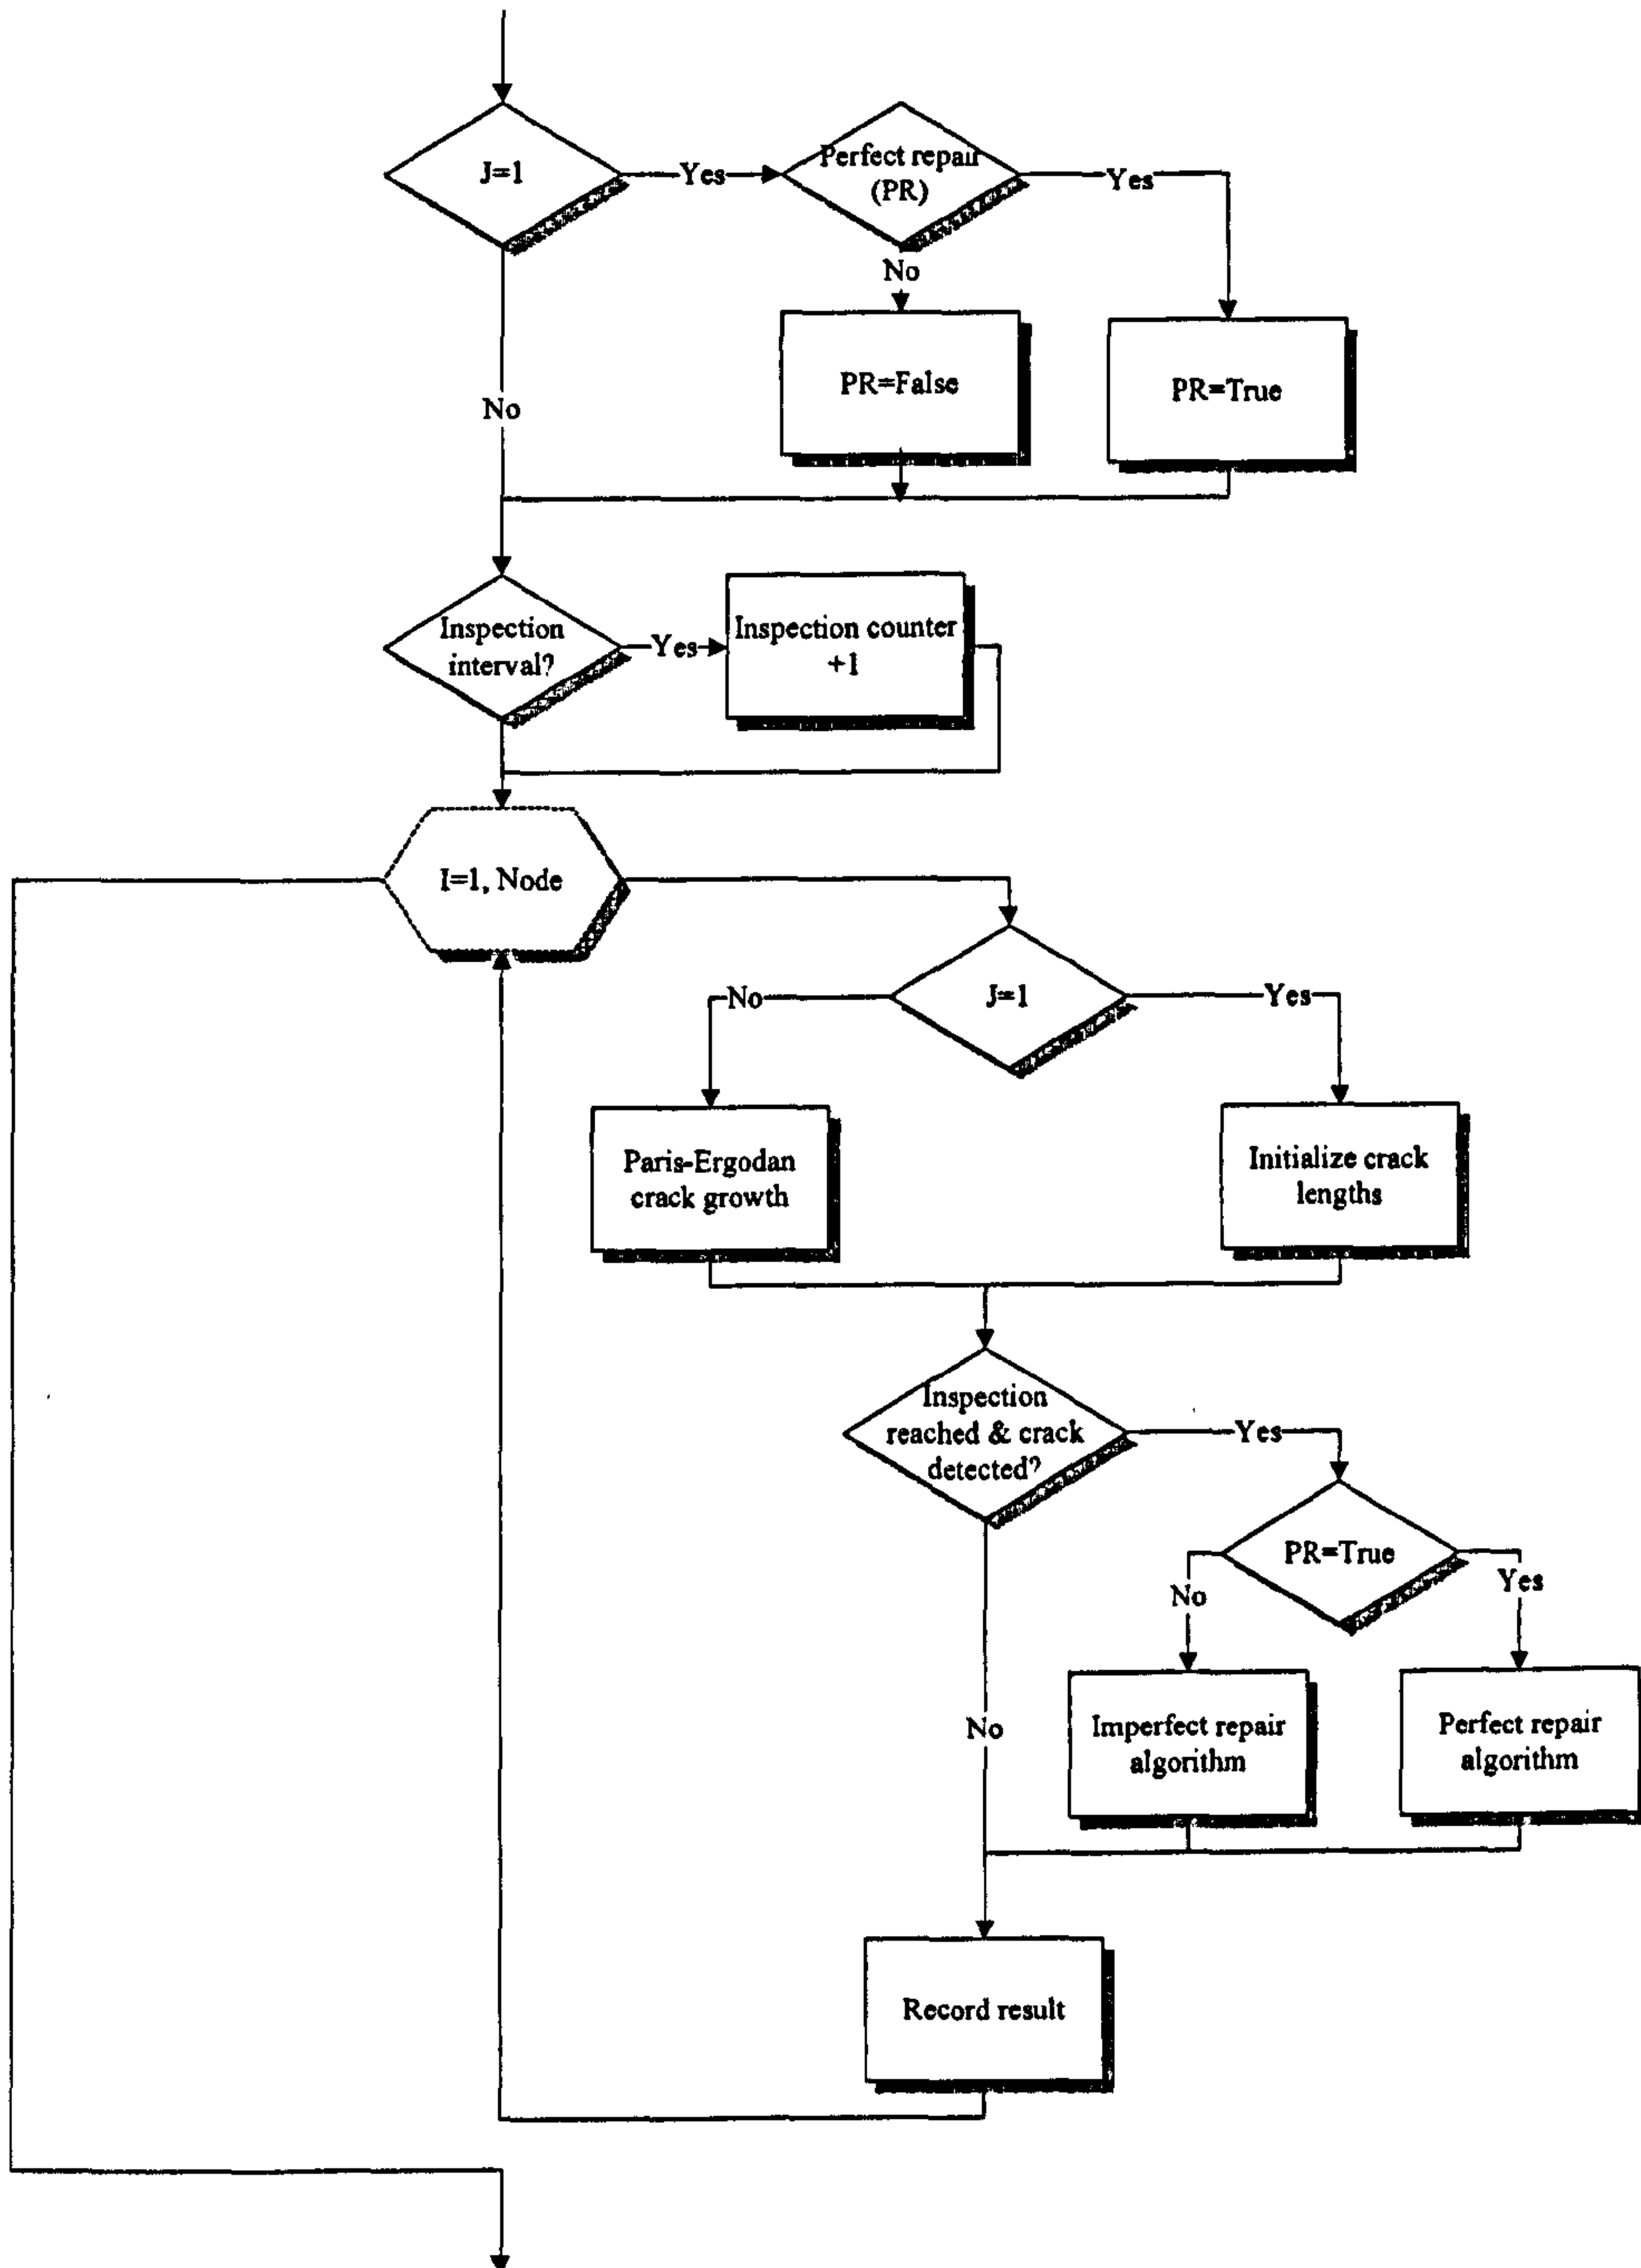 J=1
Yes
Perfect repair
(PR)
Yes
No
PR=False
PR=True
No
Inspection
interval?
Yes
Inspection counter
+1
I=1, Node
J=1
No
Yes
Paris-Ergodan
crack growth
Initialize crack
lengths
Inspection
reached & crack
detected?
Yes
PR=True
No
Yes
No
Imperfect repair
algorithm
Perfect repair
algorithm
Record result